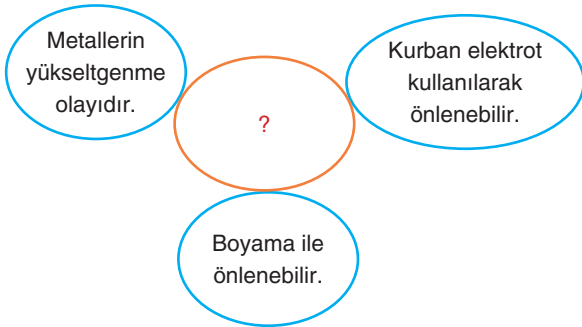 Metallerin
yükseltgenme
olayıdır.
?
Kurban elektrot
kullanılarak
önlenebilir.
Boyama ile
önlenebilir.